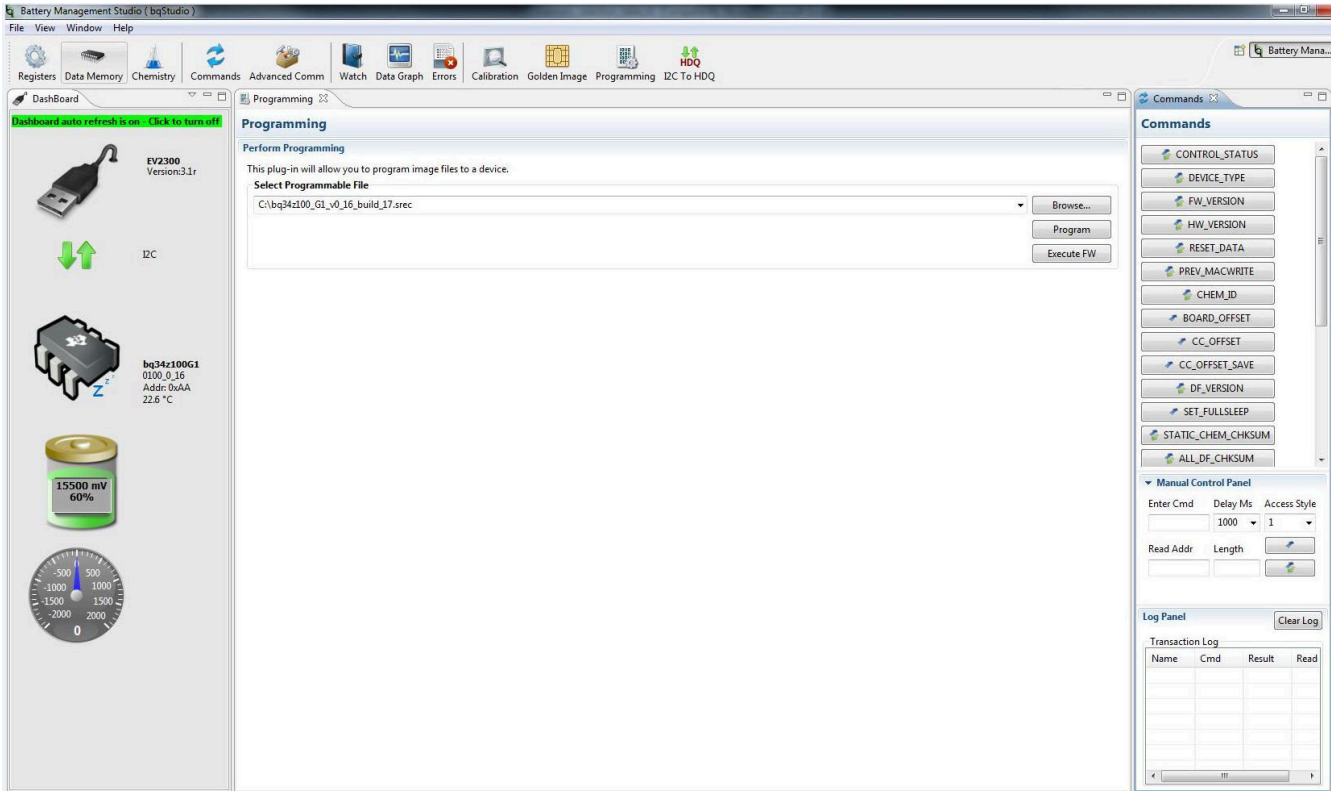 Battery Management Studio ( bqStudio )
File View Window Help
Registers Data Memory Chemistry Commands Advanced Comm Watch Data Graph Errors Calibration Golden Image Programming I2C To HDQ
HDQ
Battery Mana...
DashBoard
Dashboard auto refresh is on - Click to turn off
EV2300
Version:3.1r
I2C
z z
bq34z100G1
0100_0_16
Addr: 0xAA
22.6 °C
15500 mV
60%
0
-500 500
-1000 1000
-1500 1500
-2000 2000
0
Programming
Programming
Perform Programming
This plug-in will allow you to program image files to a device.
Select Programmable File
C:\bq34z100_G1_v0_16_build_17.srec
Browse...
Program
Execute FW
Commands
Commands
CONTROL_STATUS
DEVICE_TYPE
FW_VERSION
HW_VERSION
RESET_DATA
PREV_MACWRITE
CHEM_ID
BOARD_OFFSET
CC_OFFSET
CC_OFFSET_SAVE
DF_VERSION
SET_FULLSLEEP
STATIC_CHEM_CHKSUM
ALL_DF_CHKSUM
Manual Control Panel
Enter Cmd Delay Ms Access Style
1000 1
Read Addr Length
Log Panel
Clear Log
Transaction Log
Name Cmd Result Read